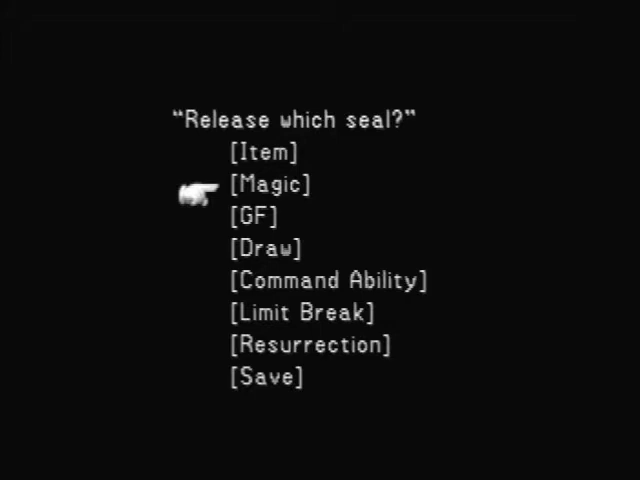 “Release which seal?”
[Item]
[Magic]
[GF]
[Draw]
[Command Ability]
[Limit Break]
[Resurrection]
[Save]